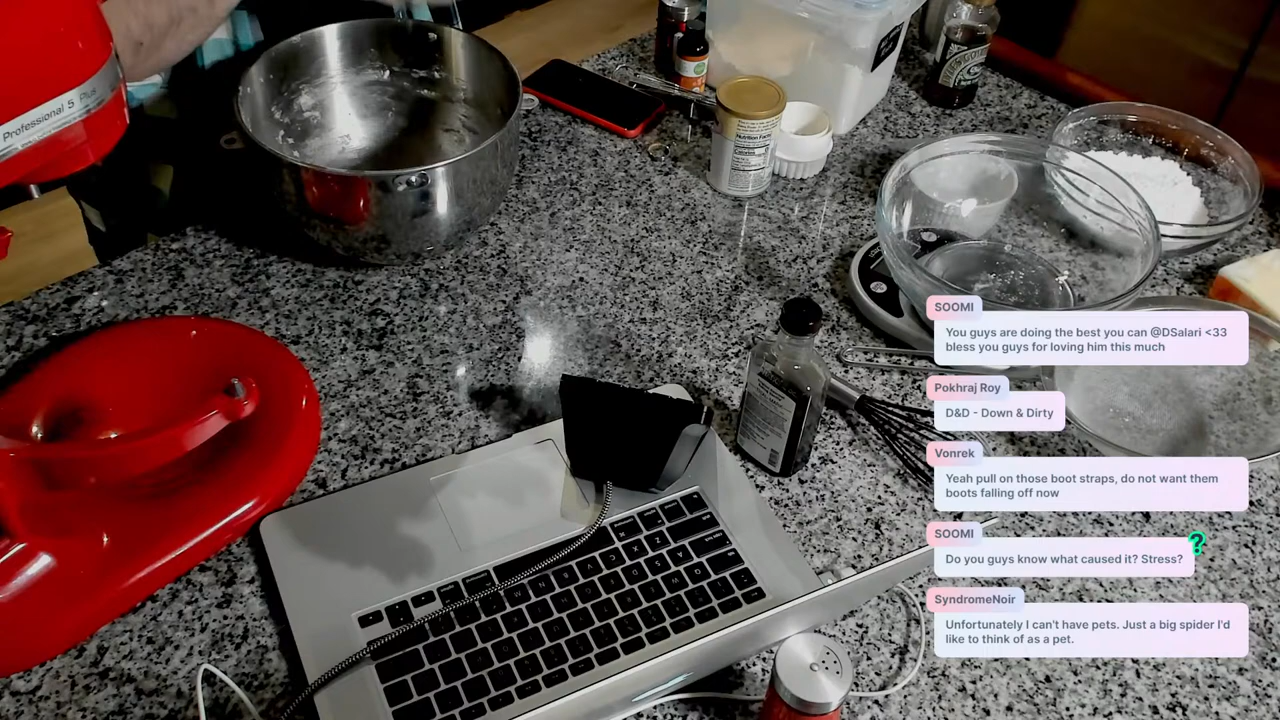 Professional 5 Plus
Nutrition Facts
Calories
SOOMI
You guys are doing the best you can @DSalari <33
bless you guys for loving him this much
Pokhraj Roy
D&D - Down & Dirty
Vonrek
Yeah pull on those boot straps, do not want them
boots falling off now
SOOMI
Do you guys know what caused it? Stress?
?
SyndromeNoir
Unfortunately I can't have pets. Just a big spider I'd
like to think of as a pet.